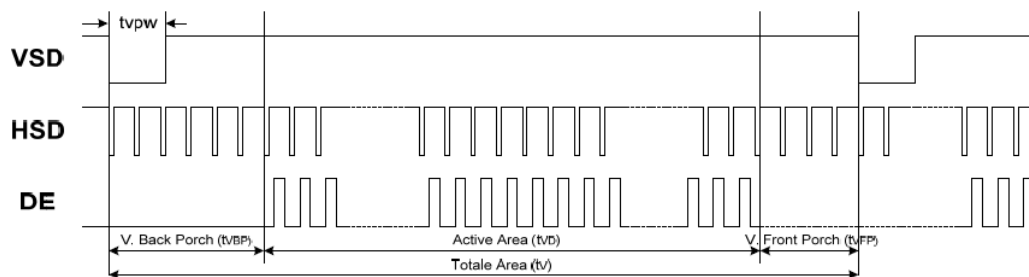 tvpw
VSD
HSD
DE
V. Back Porch (tVBP) Active Area (tVD) V. Front Porch (tVFP)
Totale Area (tV)